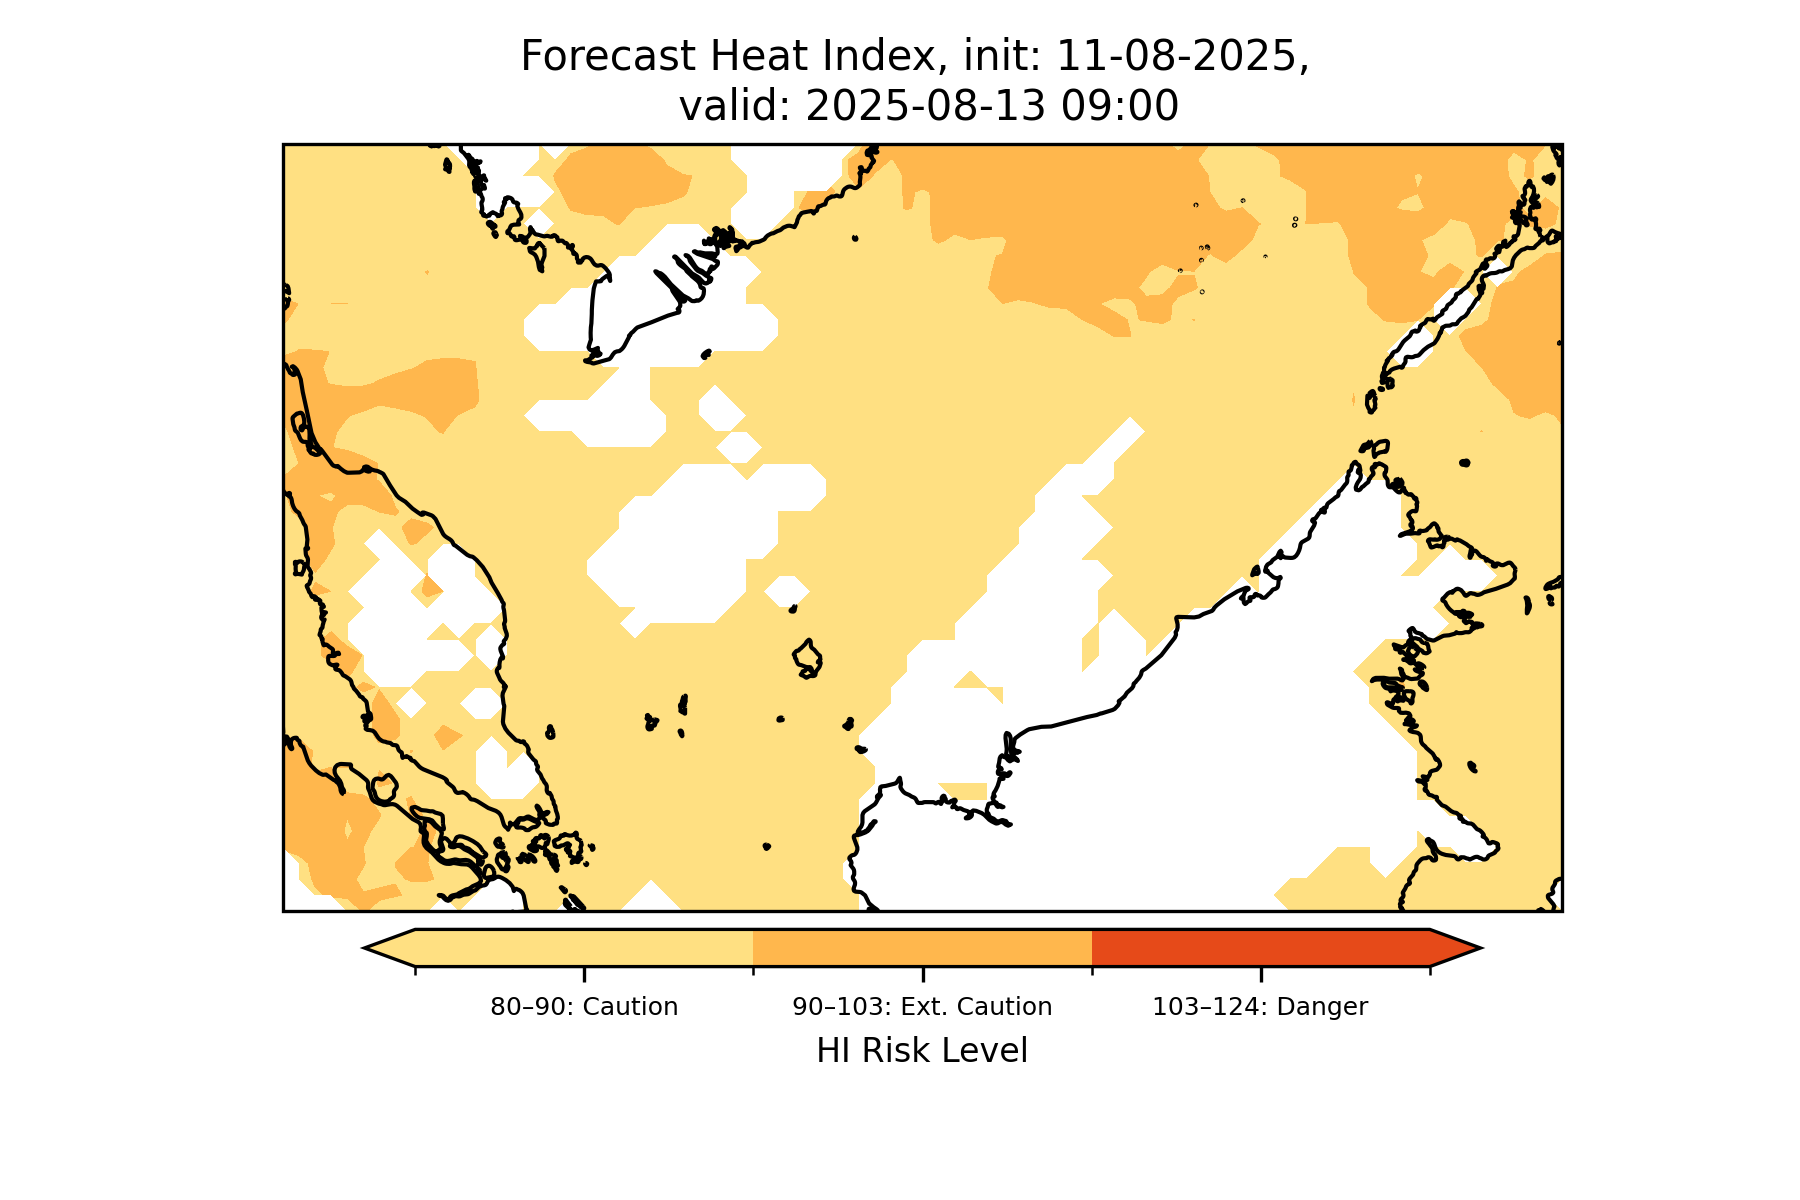 Forecast Heat Index, init: 11-08-2025,
valid: 2025-08-13 09:00
80–90: Caution
90–103: Ext. Caution
103–124: Danger
HI Risk Level